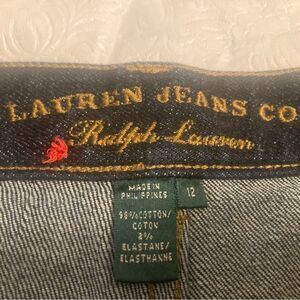 LAUREN JEANS CO
Ralph Lauren
MADE IN
PHILIPPINES
12
98%COTTON/
COTON
2%
ELASTANE/
ELASTHANNE